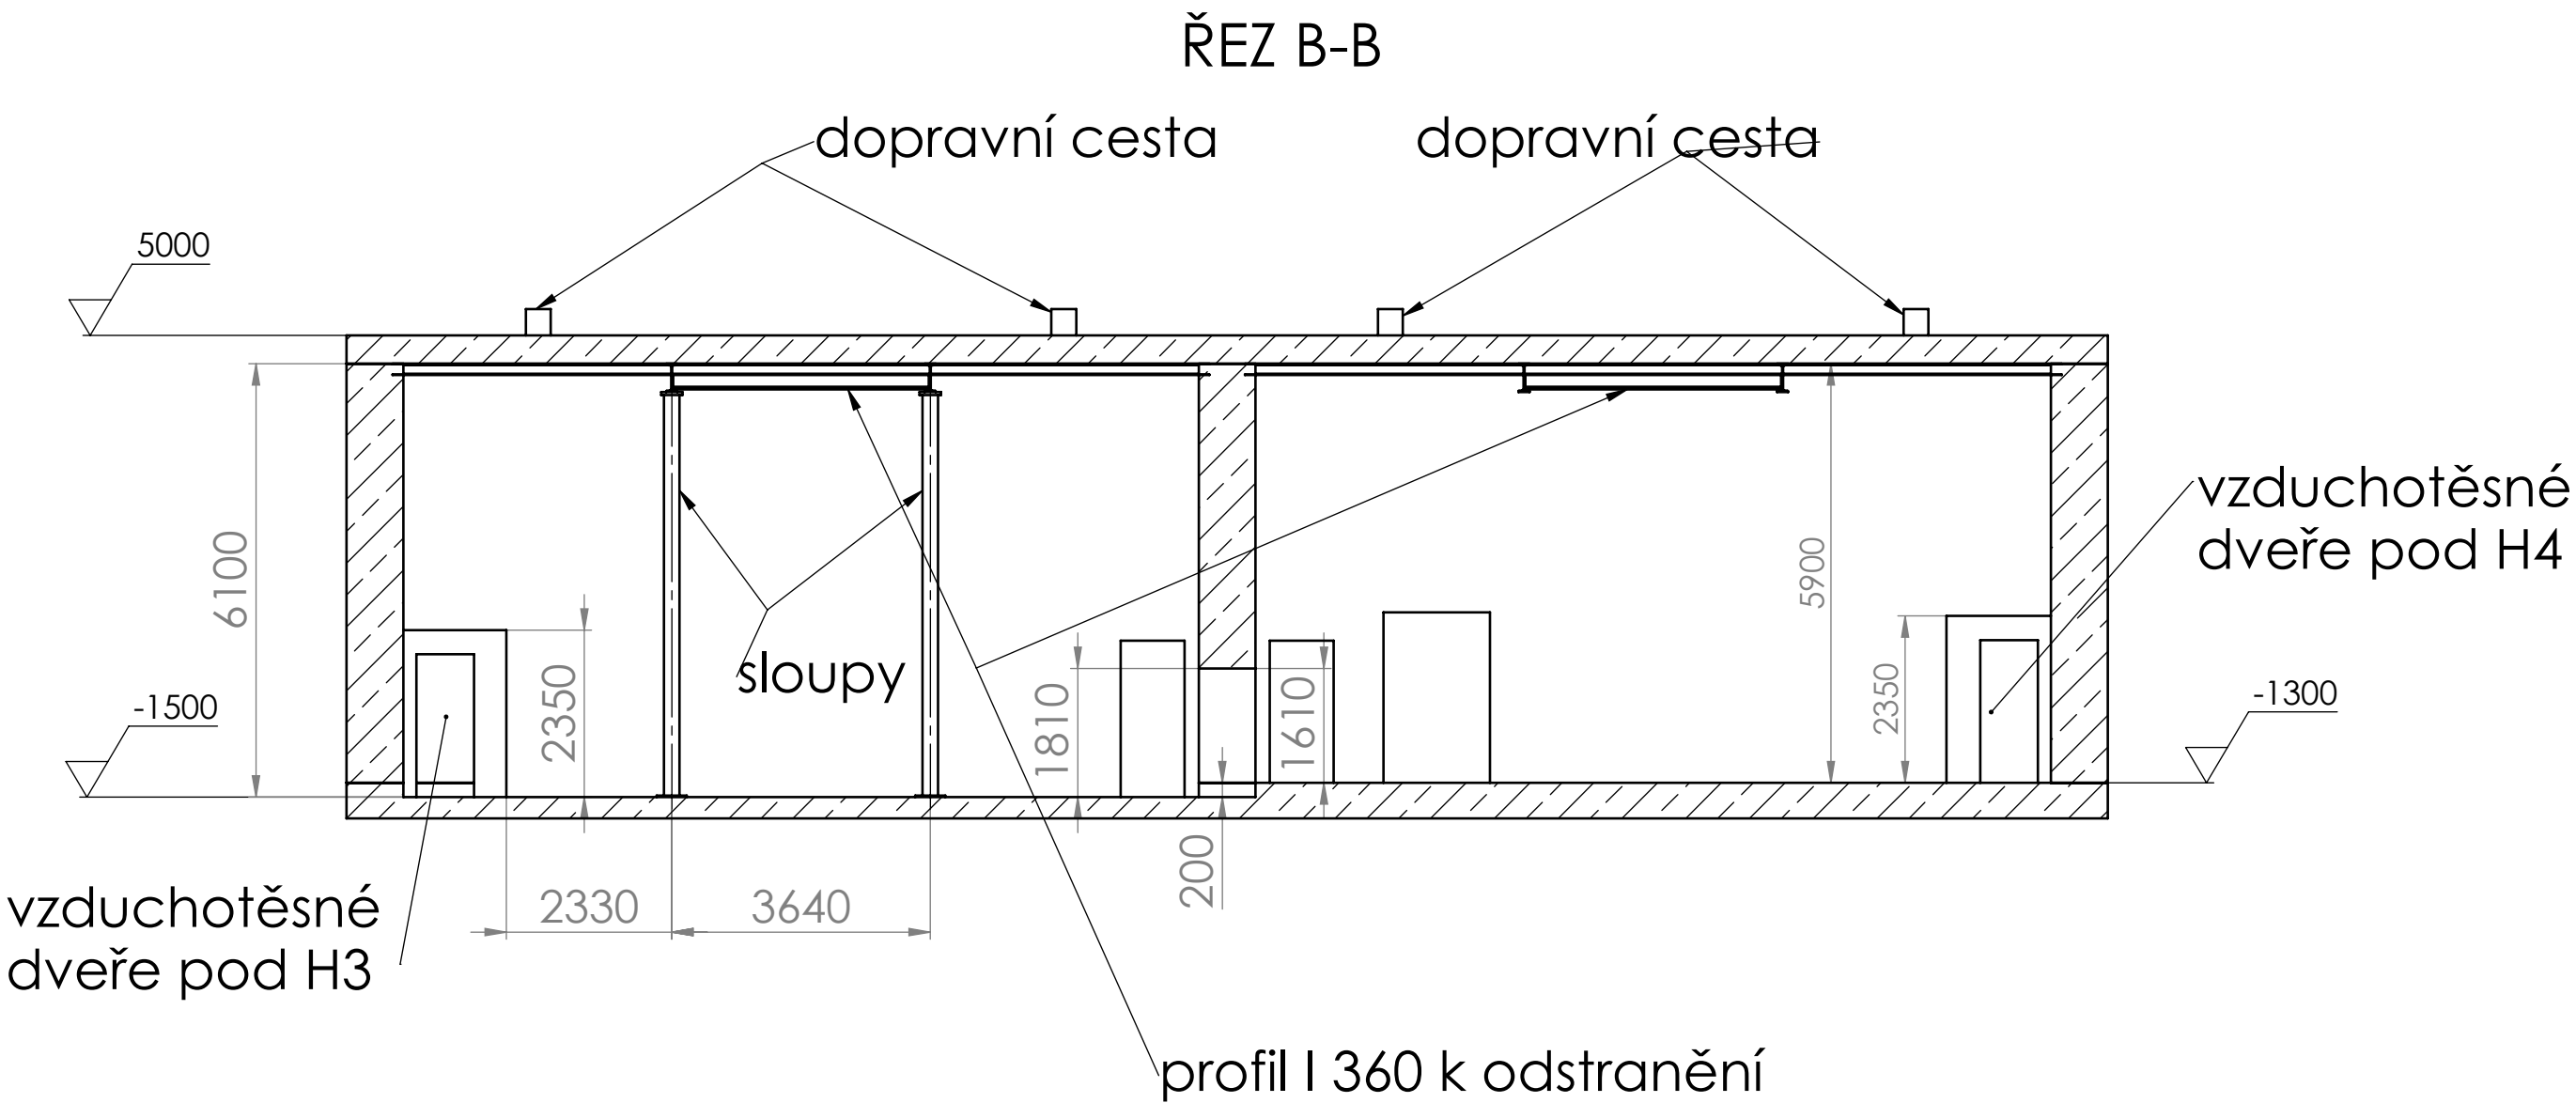 ŘEZ B-B
dopravní cesta
dopravní cesta
5000
vzduchotěsné
dveře pod H4
6100
5900
sloupy
2350
1810
1610
2350
-1500
-1300
200
vzduchotěsné
dveře pod H3
2330
3640
profil I 360 k odstranění